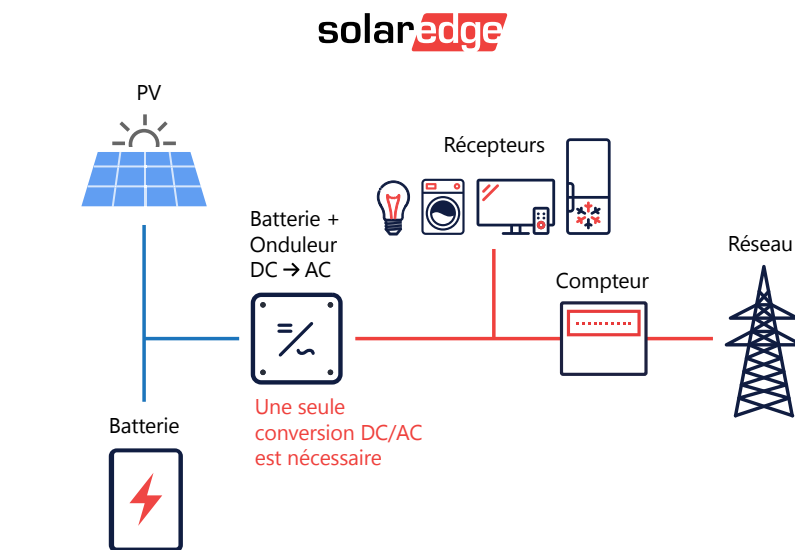 solaredge
PV
Récepteurs
Batterie +
Onduleur
DC → AC
Réseau
Compteur
Une seule
conversion DC/AC
est nécessaire
Batterie